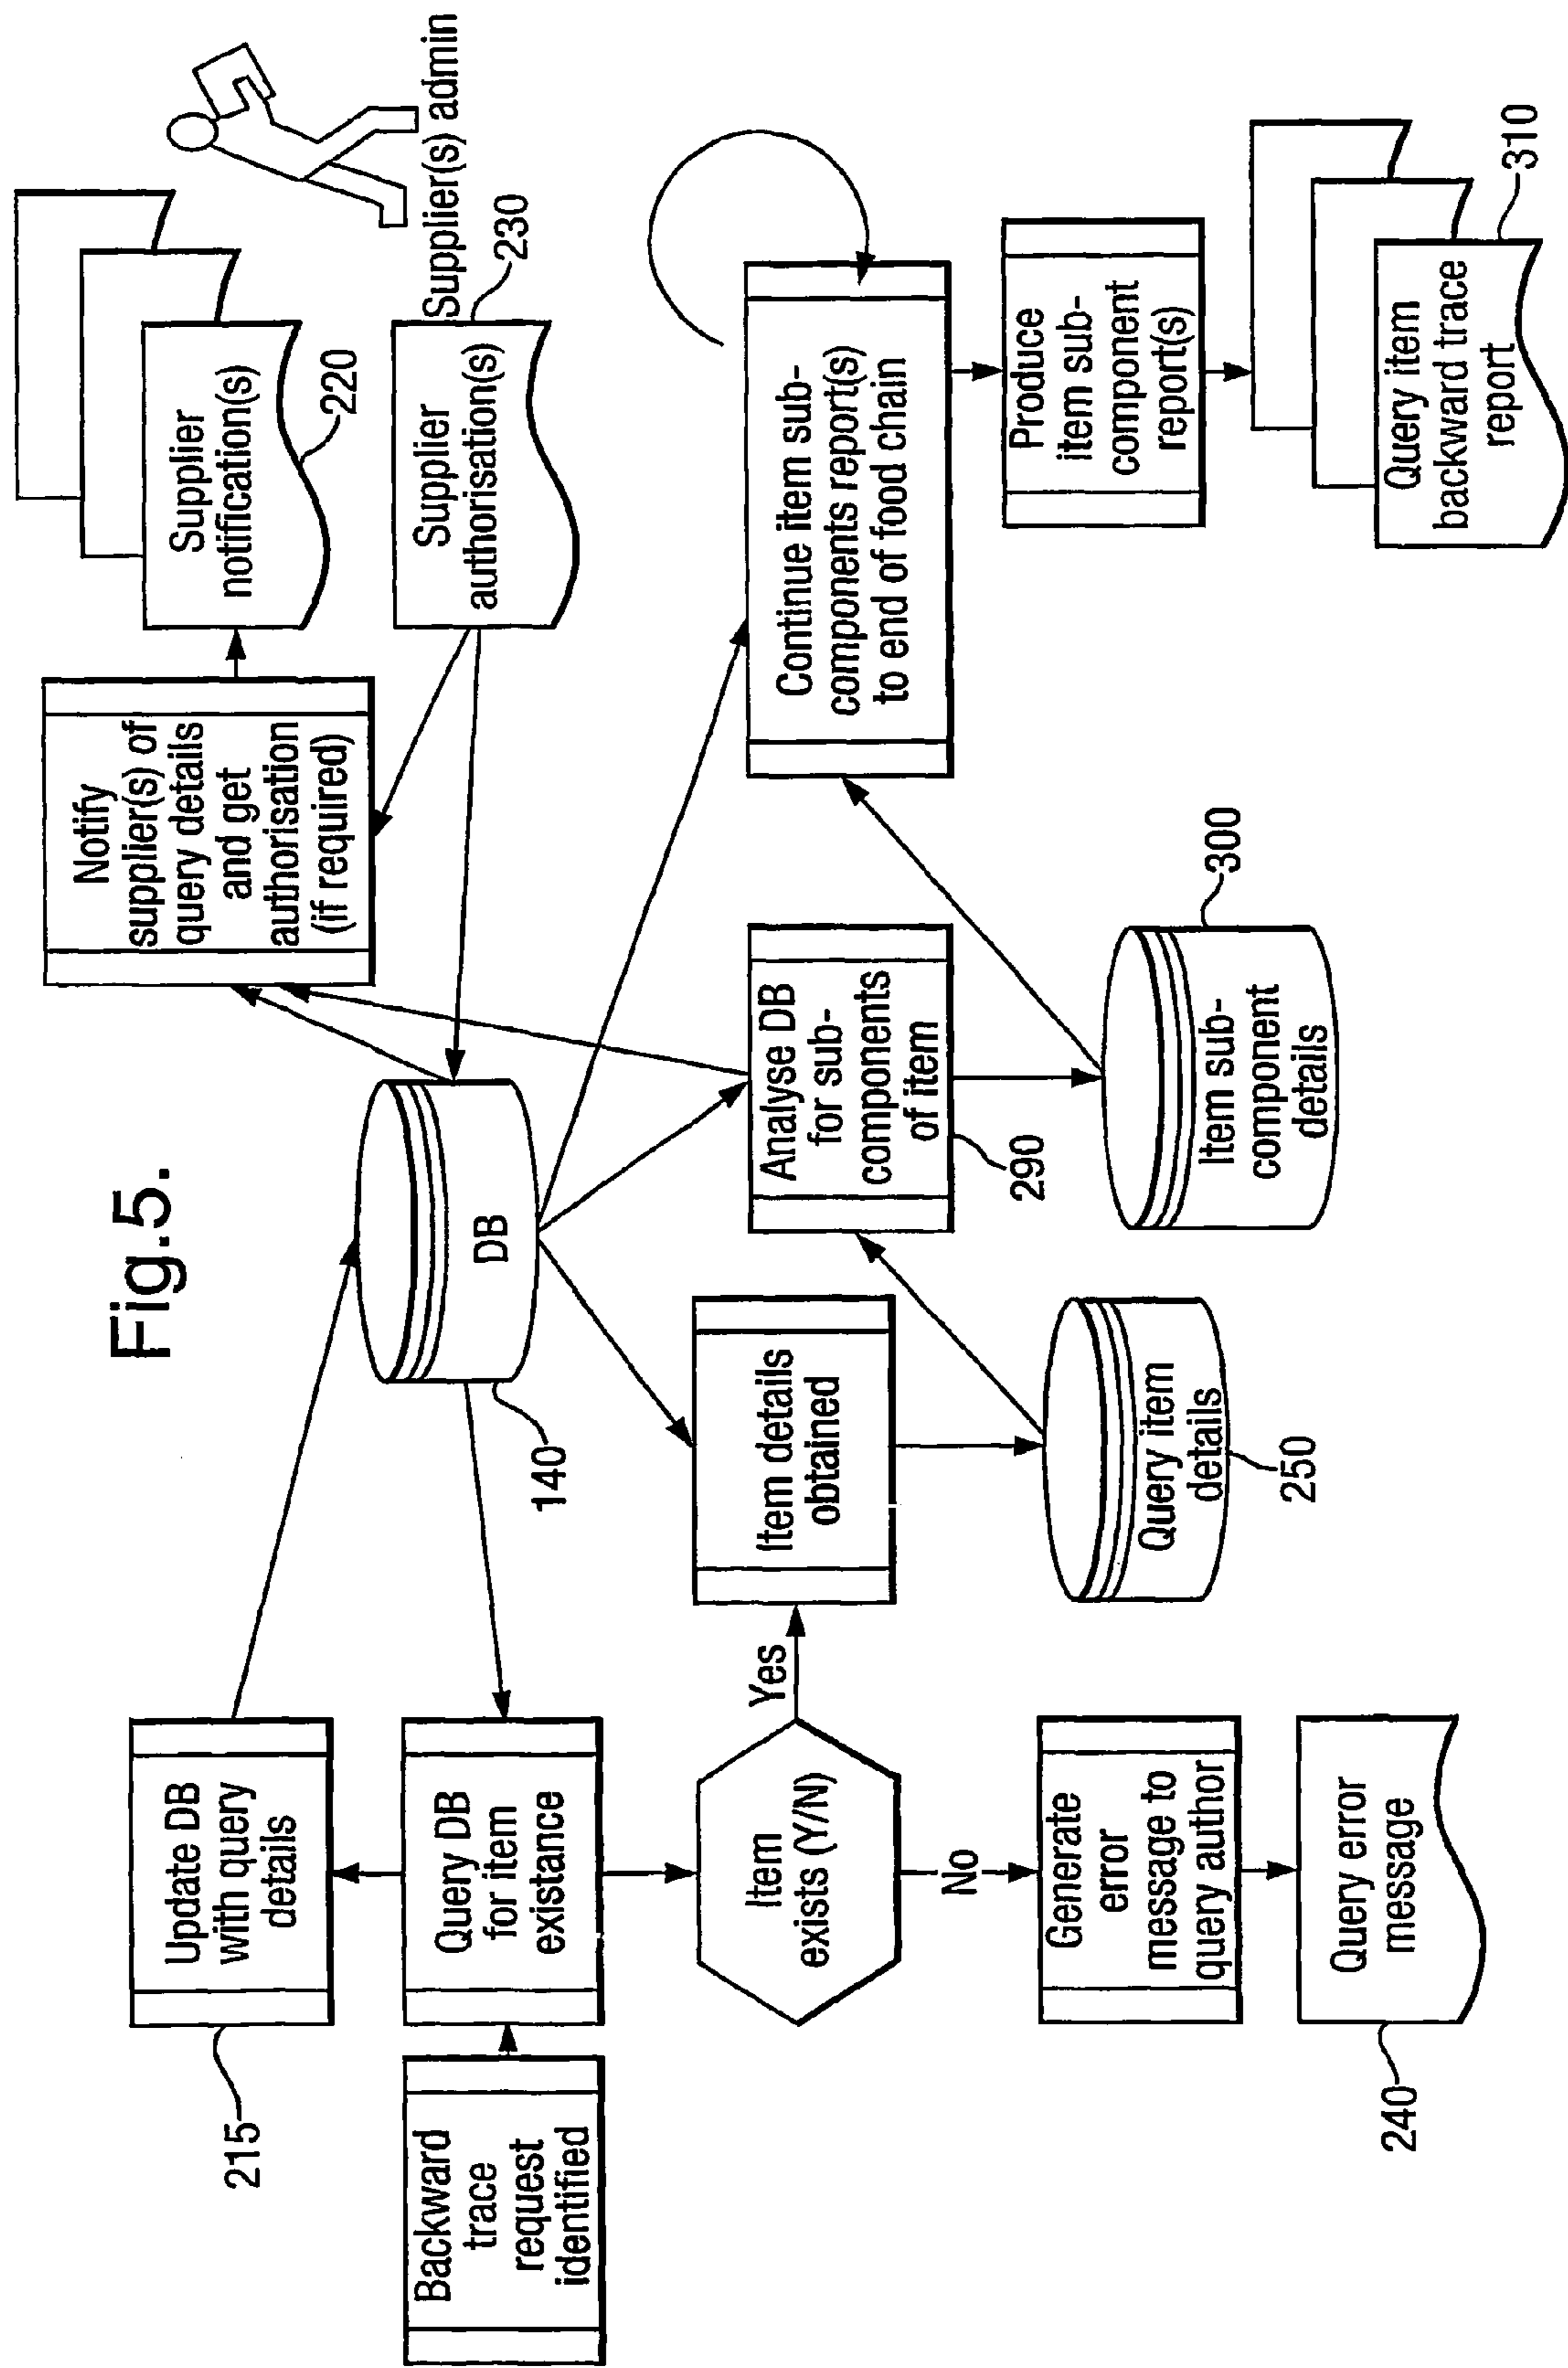 Fig.5.
Update DB
with query
details
215
Backward
trace
request
identified
Query DB
for item
existance
Item
exists (Y/N)
Yes
No
Generate
error
message to
query author
Query error
message
240
DB
140
Item details
obtained
Query item
details
250
Notify
supplier(s) of
query details
and get
authorisation
(if required)
Supplier
notification(s)
220
Supplier(s) admin
Supplier
authorisation(s)
230
Analyse DB
for sub-
components
of item
290
Item sub-
component
details
300
Continue item sub-
components report(s)
to end of food chain
Produce
item sub-
component
report(s)
Query item
backward trace
report
310